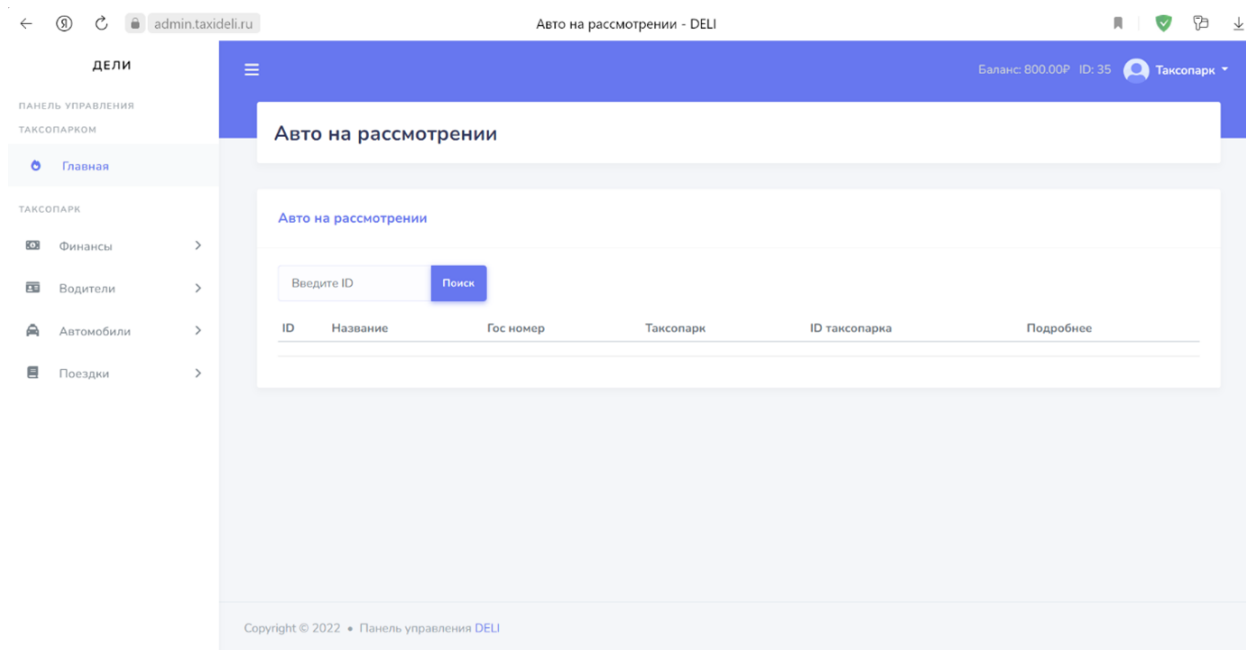 admin.taxideli.ru
Авто на рассмотрении - DELI
ДЕЛИ
ПАНЕЛЬ УПРАВЛЕНИЯ
ТАКСОПАРКОМ
Главная
ТАКСОПАРК
Финансы
Водители
Автомобили
Поездки
Баланс: 800.00₽ ID: 35 Таксопарк
Авто на рассмотрении
Авто на рассмотрении
Введите ID Поиск
ID Название Гос номер Таксопарк ID таксопарка Подробнее
Copyright © 2022 • Панель управления DELI